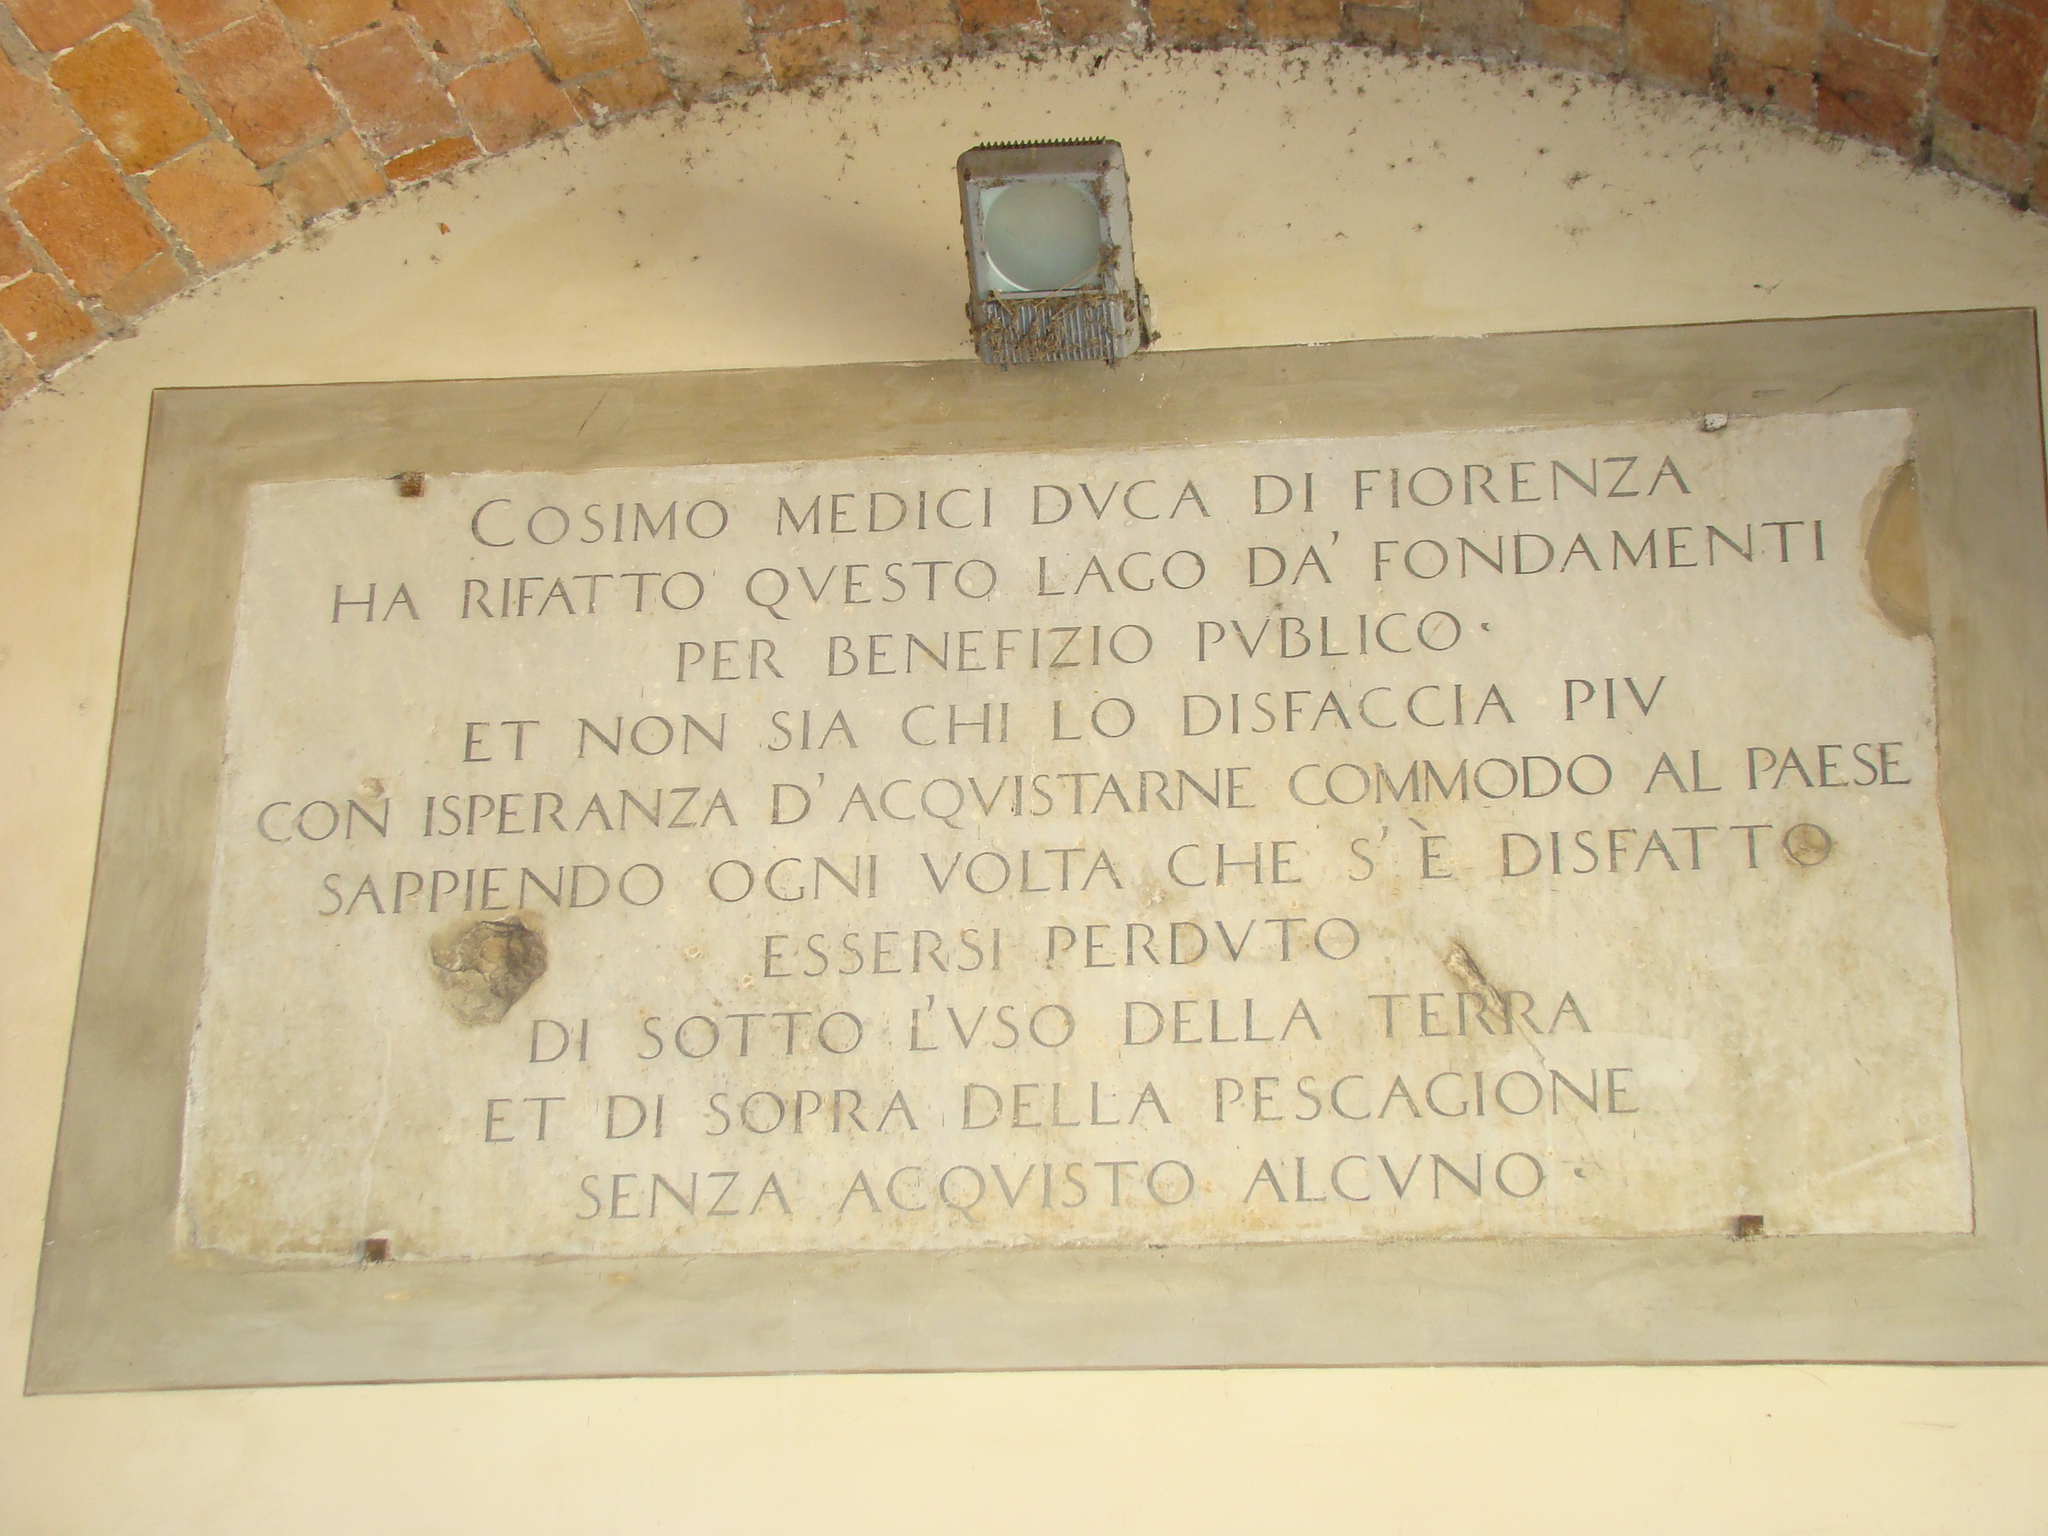 COSIMO MEDICI DVCA DI FIORENZA
HA RIFATTO QVESTO LAGO DA' FONDAMENTI
PER BENEFIZIO PVBLICO·
ET NON SIA CHI LO DISFACCIA PIV
CON ISPERANZA D'ACQVISTARNE COMMODO AL PAESE
SAPPIENDO OGNI VOLTA CHE S'È DISFATTO
ESSERSI PERDVTO
DI SOTTO L'VSO DELLA TERRA
ET DI SOPRA DELLA PESCAGIONE
SENZA ACQVISTO ALCVNO·